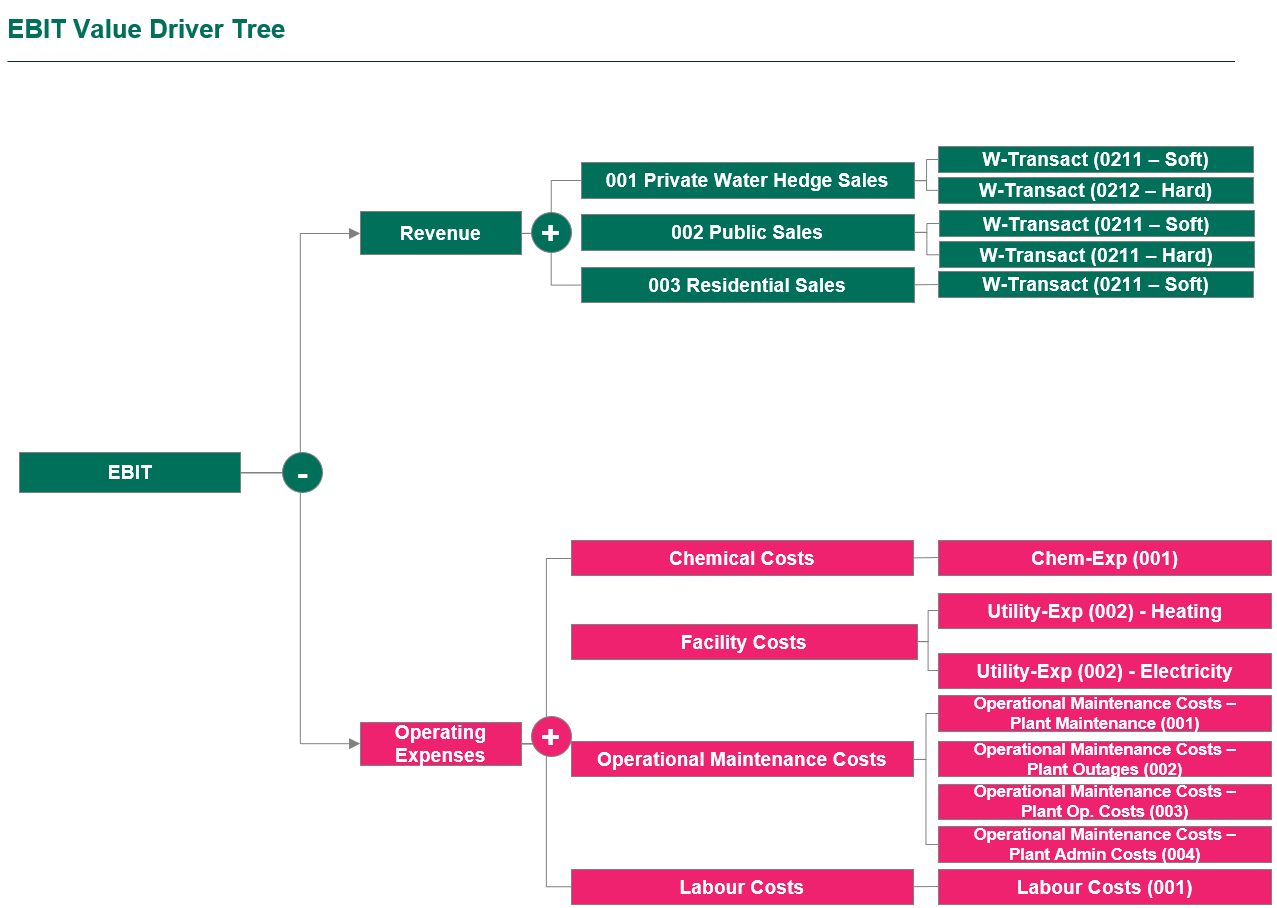 EBIT Value Driver Tree
W-Transact (0211 – Soft)
001 Private Water Hedge Sales
W-Transact (0212 – Hard)
W-Transact (0211 – Soft)
Revenue
+
002 Public Sales
W-Transact (0211 – Hard)
003 Residential Sales
W-Transact (0211 – Soft)
EBIT
-
Chemical Costs
Chem-Exp (001)
Utility-Exp (002) - Heating
Facility Costs
Utility-Exp (002) - Electricity
Operating
Expenses
+
Operational Maintenance Costs
Operational Maintenance Costs –
Plant Maintenance (001)
Operational Maintenance Costs –
Plant Outages (002)
Operational Maintenance Costs –
Plant Op. Costs (003)
Operational Maintenance Costs –
Plant Admin Costs (004)
Labour Costs
Labour Costs (001)